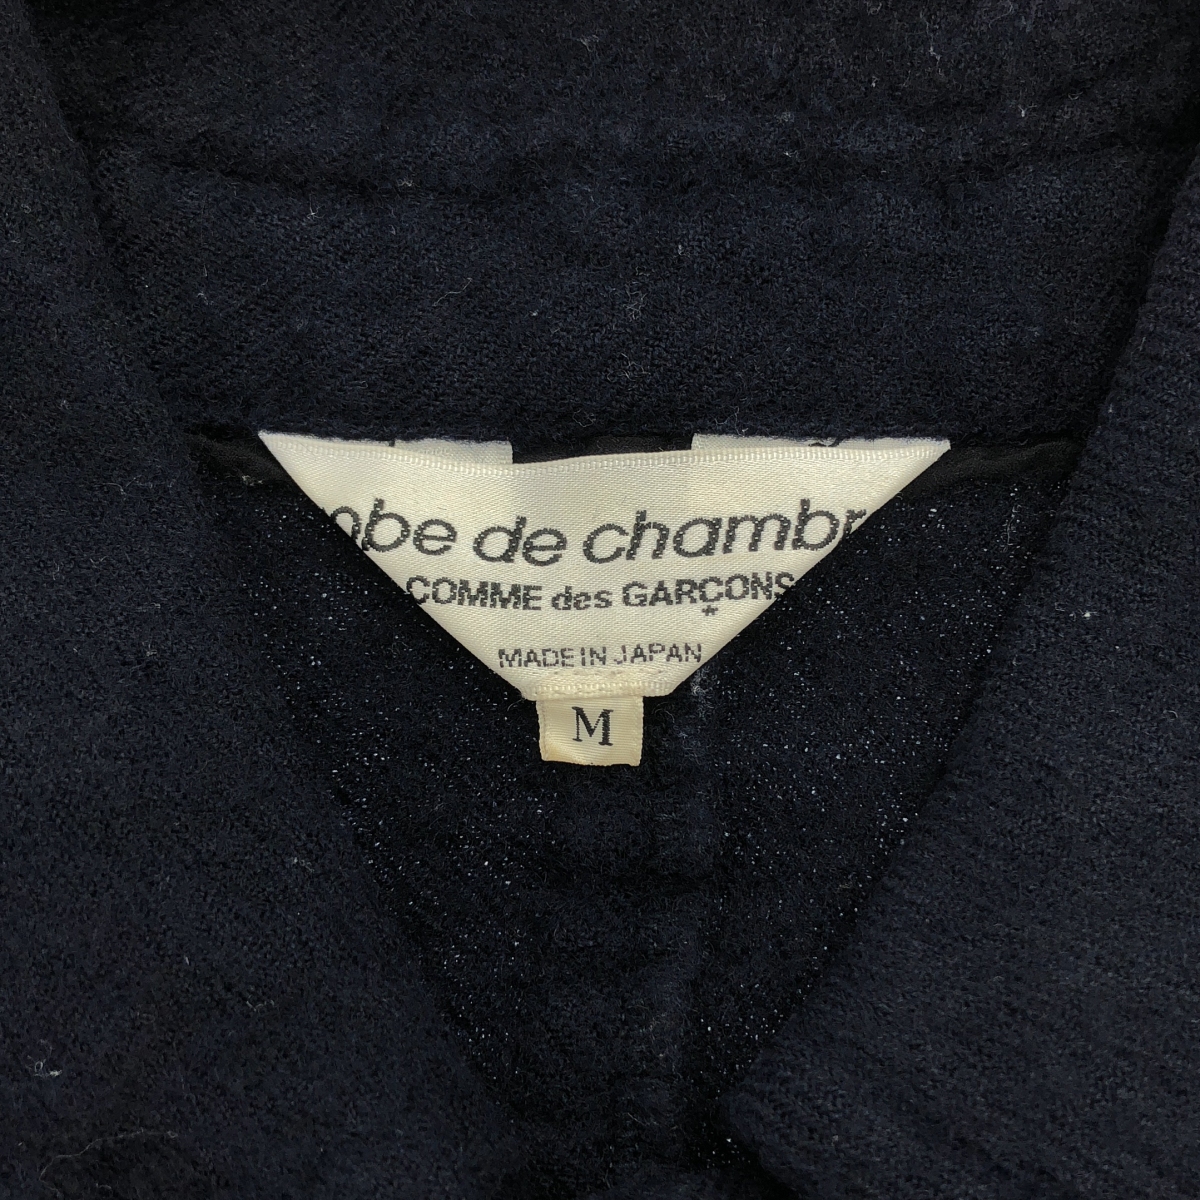 obe de chambr
COMME des GARÇONS
*
MADE IN JAPAN
M